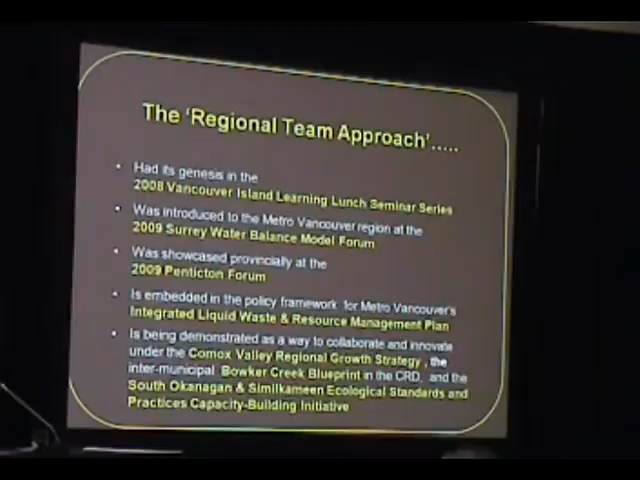 The 'Regional Team Approach'.....
• Had its genesis in the
2008 Vancouver Island Learning Lunch Seminar Series
• Was introduced to the Metro Vancouver region at the
2009 Surrey Water Balance Model Forum
• Was showcased provincially at the
2009 Penticton Forum
• Is embedded in the policy framework for Metro Vancouver's
Integrated Liquid Waste & Resource Management Plan
• Is being demonstrated as a way to collaborate and innovate
under the Comox Valley Regional Growth Strategy , the
inter-municipal Bowker Creek Blueprint in the CRD, and the
South Okanagan & Similkameen Ecological Standards and
Practices Capacity-Building Initiative